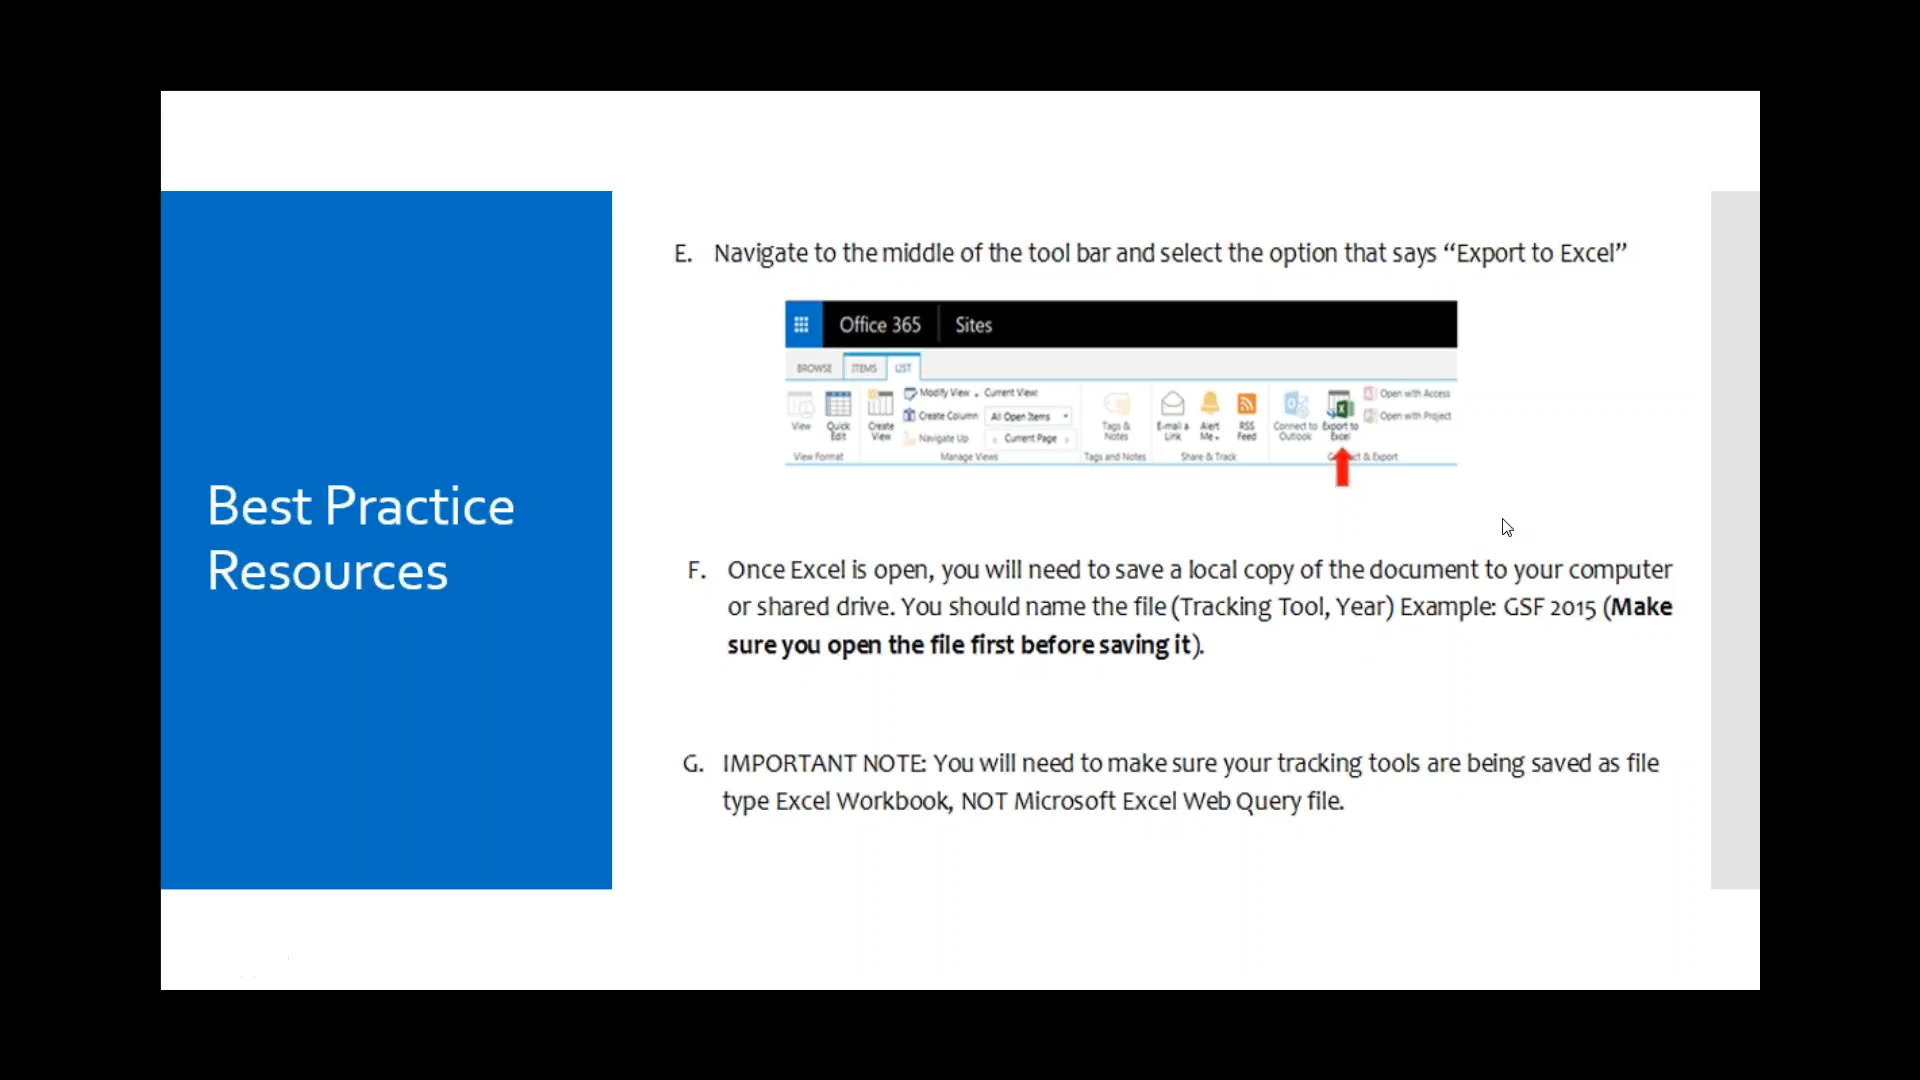 Best Practice
Resources
E. Navigate to the middle of the tool bar and select the option that says “Export to Excel”
Office 365 Sites
BROWSE ITEMS LIST
View
Quick
Edit
Create
View
Modify View Current View:
Create Column All Open Items
Navigate Up Current Page
Tags &
Notes
E-mail a
Link
Alert
Me
RSS
Feed
Connect to
Outlook
Export to
Excel
Open with Access
Open with Project
View Format Manage Views Tags and Notes Share & Track & Export
F. Once Excel is open, you will need to save a local copy of the document to your computer
or shared drive. You should name the file (Tracking Tool, Year) Example: GSF 2015 (Make
sure you open the file first before saving it).
G. IMPORTANT NOTE: You will need to make sure your tracking tools are being saved as file
type Excel Workbook, NOT Microsoft Excel Web Query file.